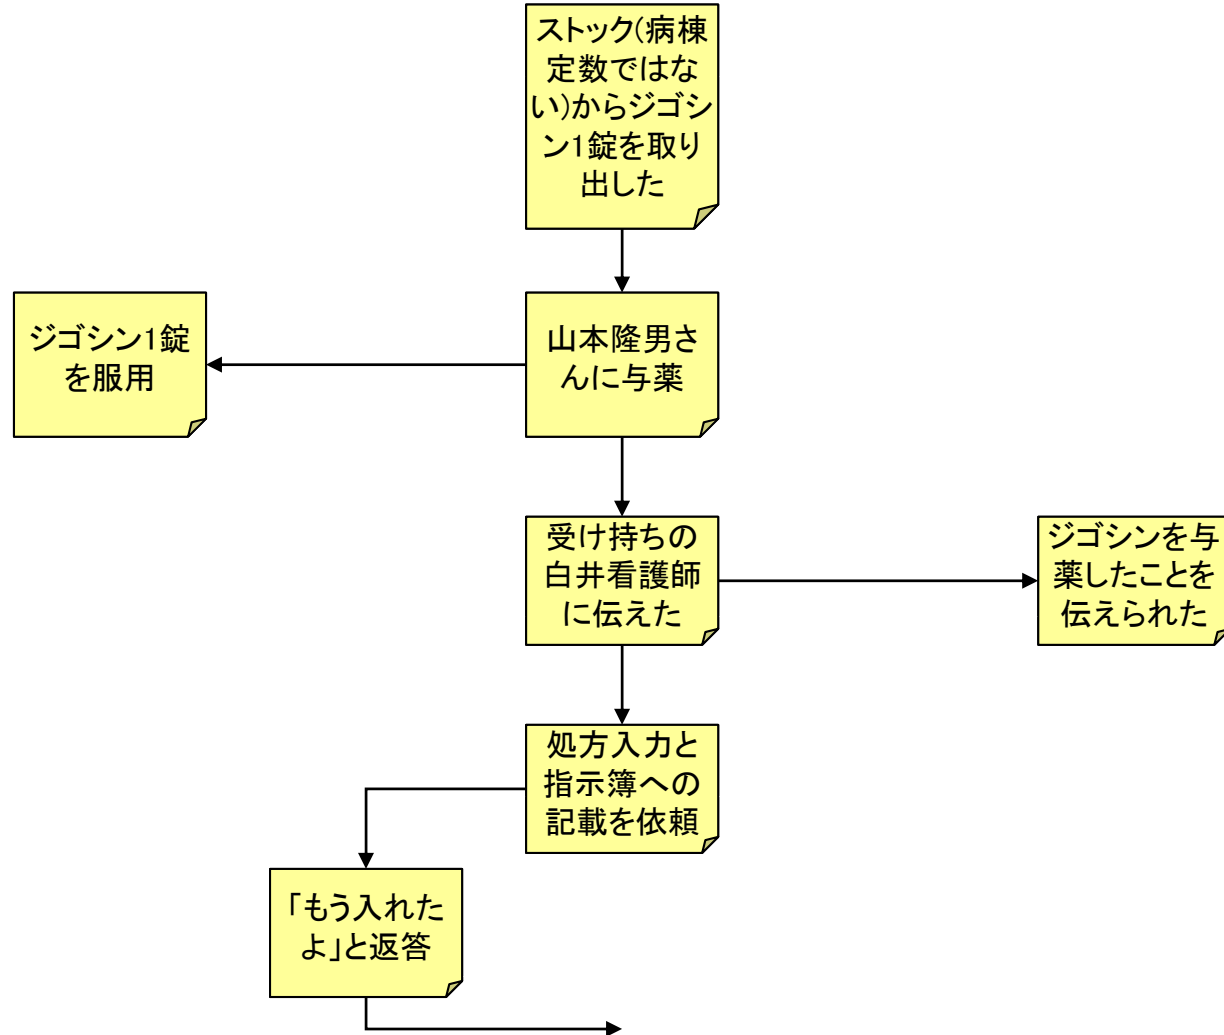 ストック(病棟
定数ではな
い)からジゴシ
ン1錠を取り
出した
ジゴシン1錠
を服用
山本隆男さ
んに与薬
受け持ちの
白井看護師
に伝えた
ジゴシンを与
薬したことを
伝えられた
処方入力と
指示簿への
記載を依頼
「もう入れた
よ」と返答